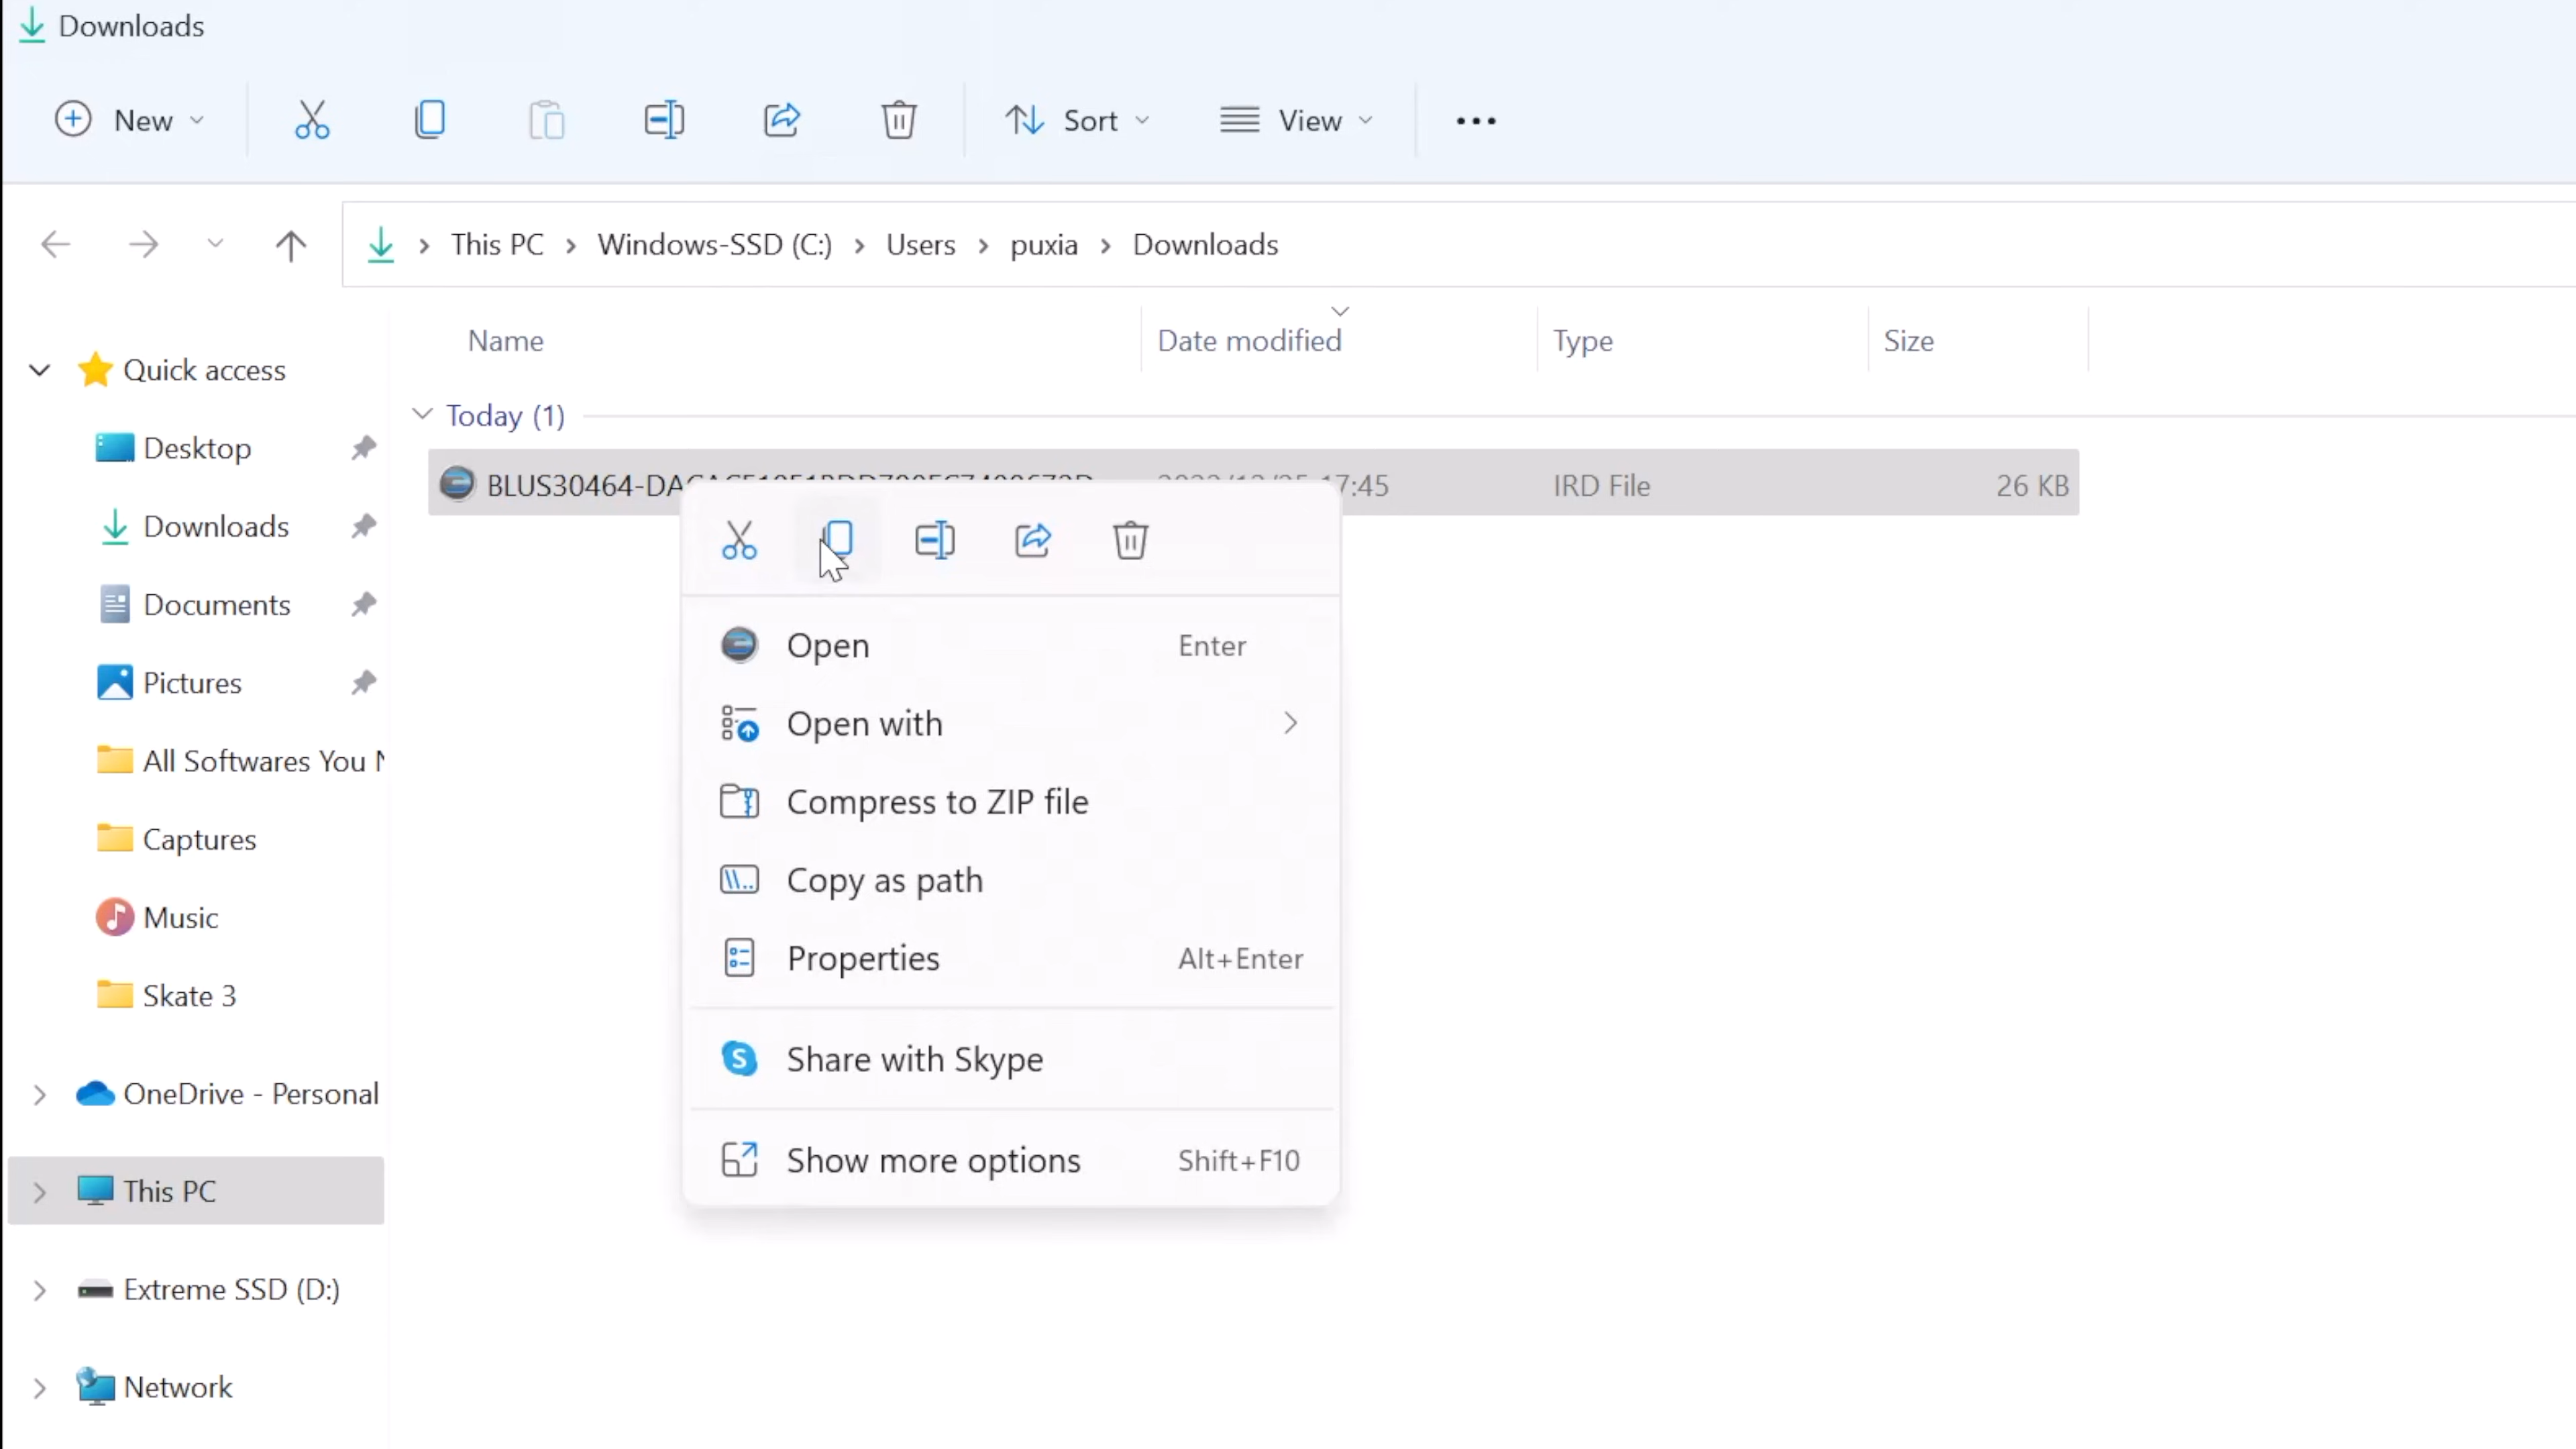 Downloads
New
Sort
View
This PC
Windows-SSD (C:)
Users
puxia
Downloads
Name
Date modified
Type
Size
Quick access
Today (1)
Desktop
BLUS30464-
17:45
IRD File
26 KB
Downloads
Documents
Pictures
All Softwares You
Captures
Music
Skate 3
OneDrive - Personal
This PC
Extreme SSD (D:)
Network
Open Enter
Open with
Compress to ZIP file
Copy as path
Properties Alt+Enter
Share with Skype
Show more options Shift+F10